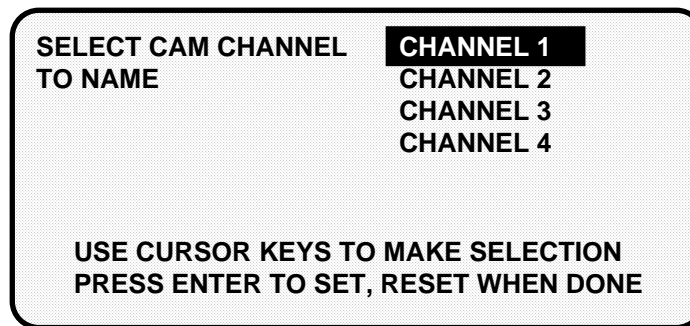 SELECT CAM CHANNEL CHANNEL 1
TO NAME CHANNEL 2
CHANNEL 3
CHANNEL 4
USE CURSOR KEYS TO MAKE SELECTION
PRESS ENTER TO SET, RESET WHEN DONE